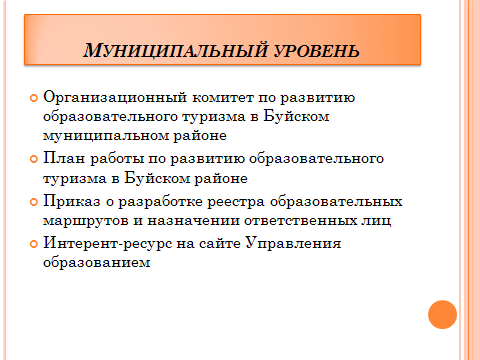 Муниципальный уровень
Организационный комитет по развитию
образовательного туризма в Буйском
муниципальном районе
План работы по развитию образовательного
туризма в Буйском районе
Приказ о разработке реестра образовательных
маршрутов и назначении ответственных лиц
Интерент-ресурс на сайте Управления
образованием